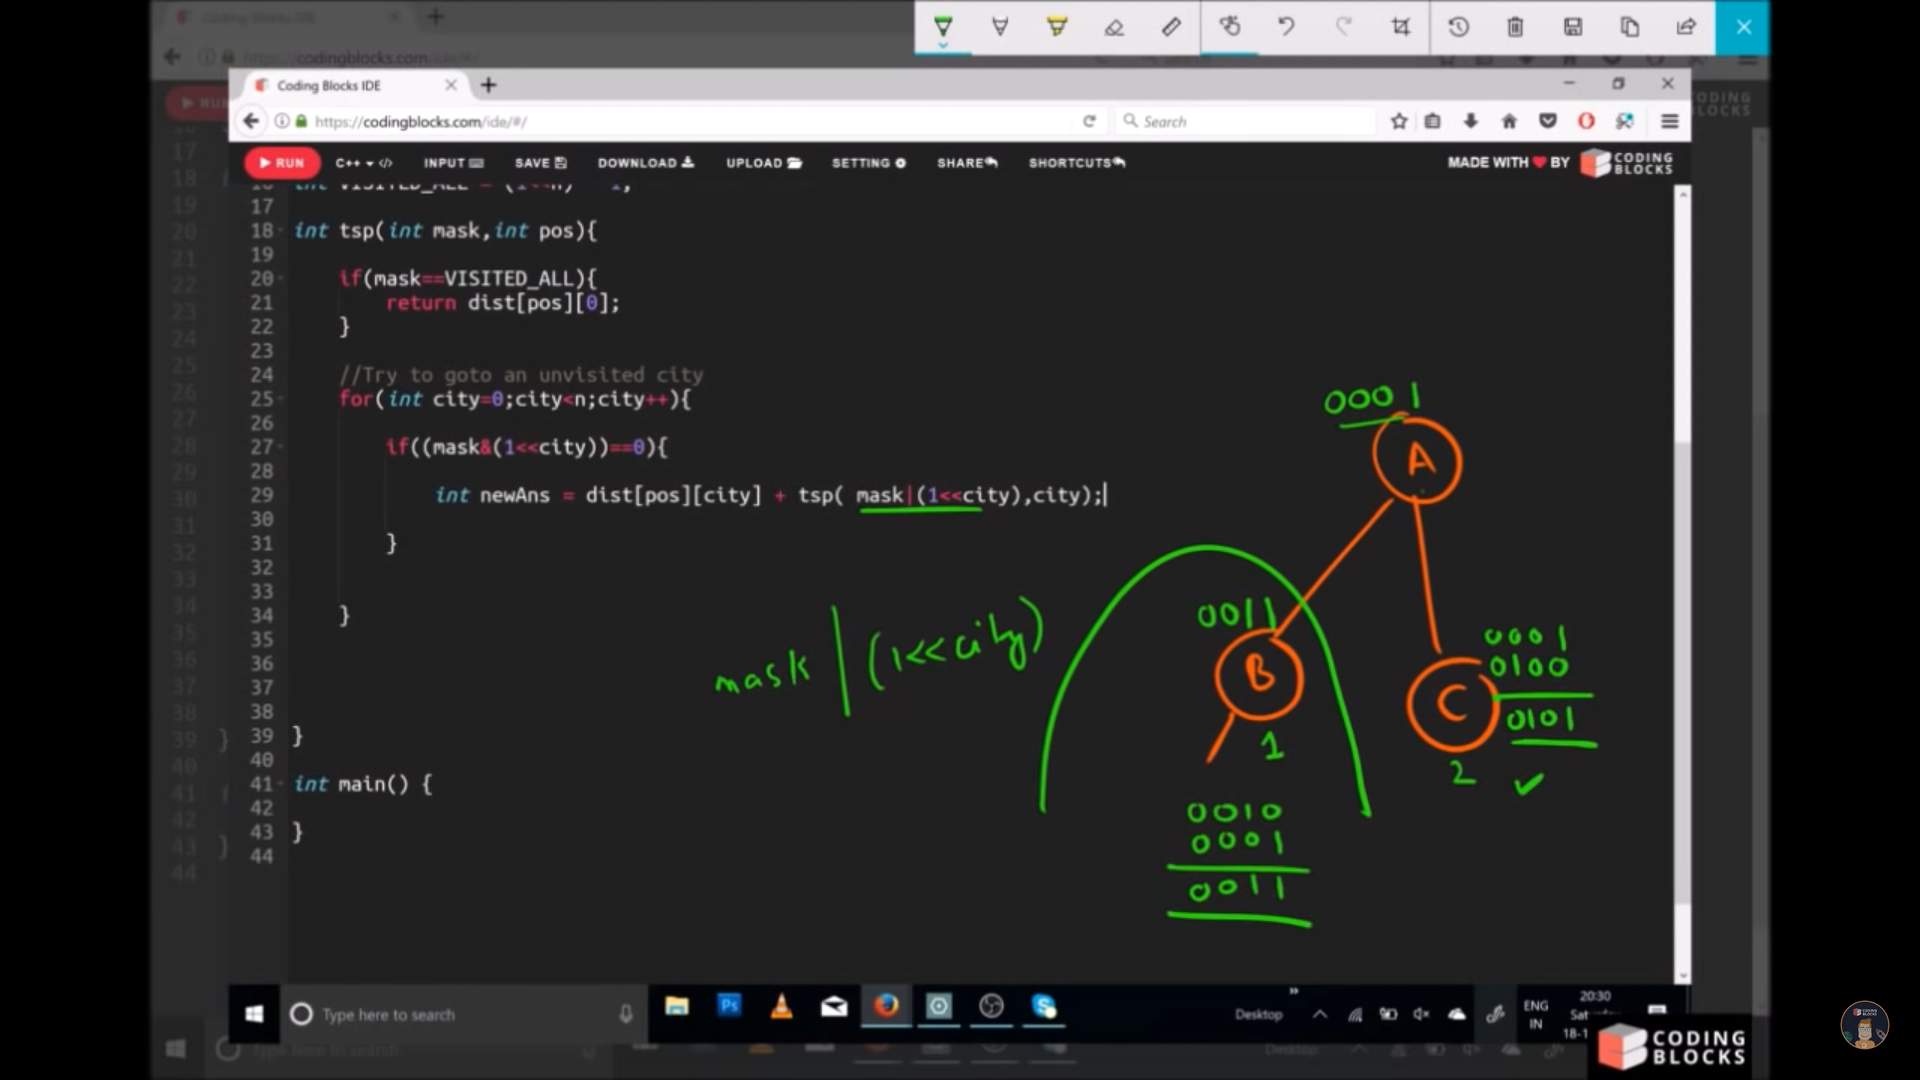 Coding Blocks IDE
https://codingblocks.com/ide/#/
Search
RUN
C++
INPUT
SAVE
DOWNLOAD
UPLOAD
SETTING
SHARE
SHORTCUTS
MADE WITH BY CODING BLOCKS
17
18 int tsp(int mask,int pos){
19
20 if(mask==VISITED_ALL){
21 return dist[pos][0];
22 }
23
24 //Try to goto an unvisited city
25 for(int city=0;city<n;city++){
26
27 if((mask&(1<<city))==0){
28
29 int newAns = dist[pos][city] + tsp( mask|(1<<city),city);
30
31 }
32
33
34 }
35
36
37
38
39 }
40
41 int main() {
42
43 }
44
0001
A
mask | (1<<city)
0011
B
1
0010
0001
0011
0001
0100
0101
C
2
Type here to search
Ps
Desktop
ENG
IN
20:30
CODING
BLOCKS